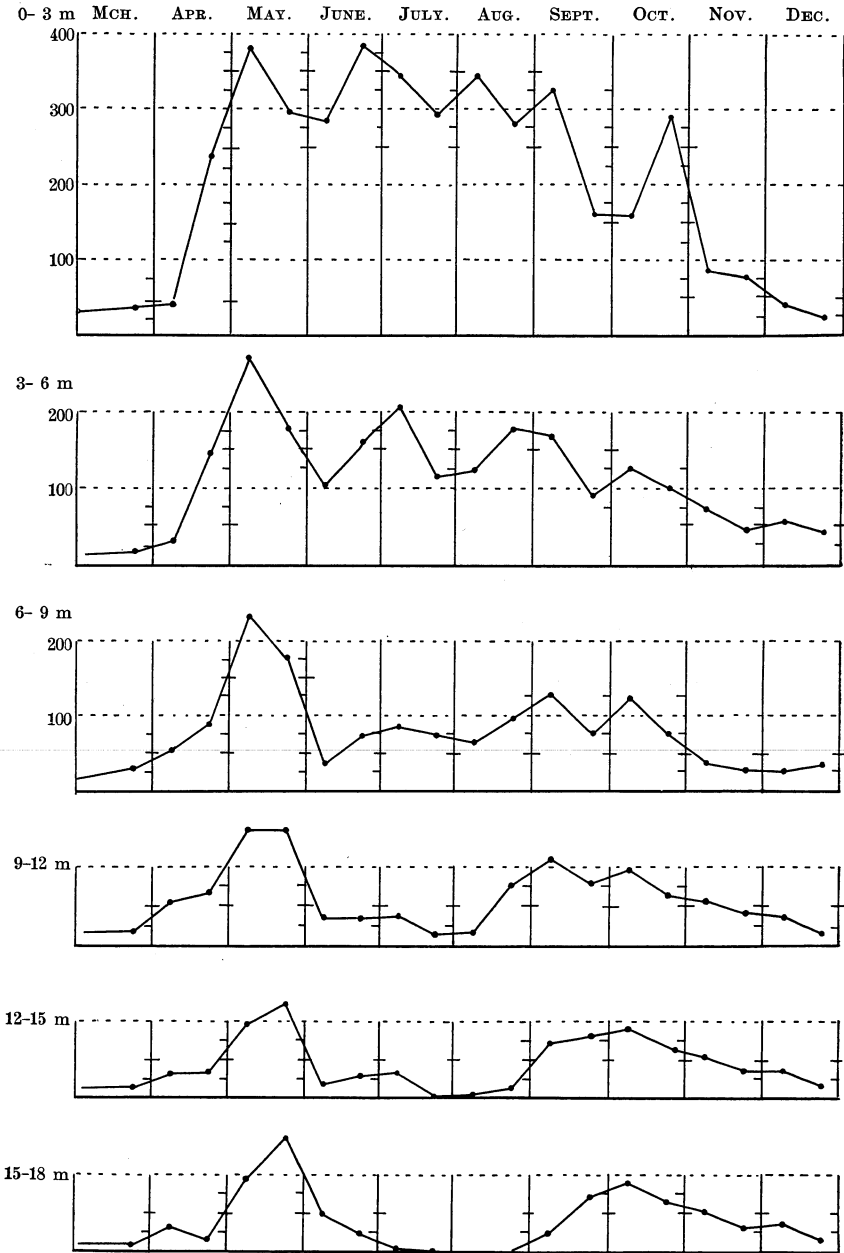 0– 3 m MCH. APR. MAY. JUNE. JULY. AUG. SEPT. OCT. NOV. DEC.
400
300
200
100
3– 6 m
200
100
6– 9 m
200
100
9–12 m
12–15 m
15–18 m